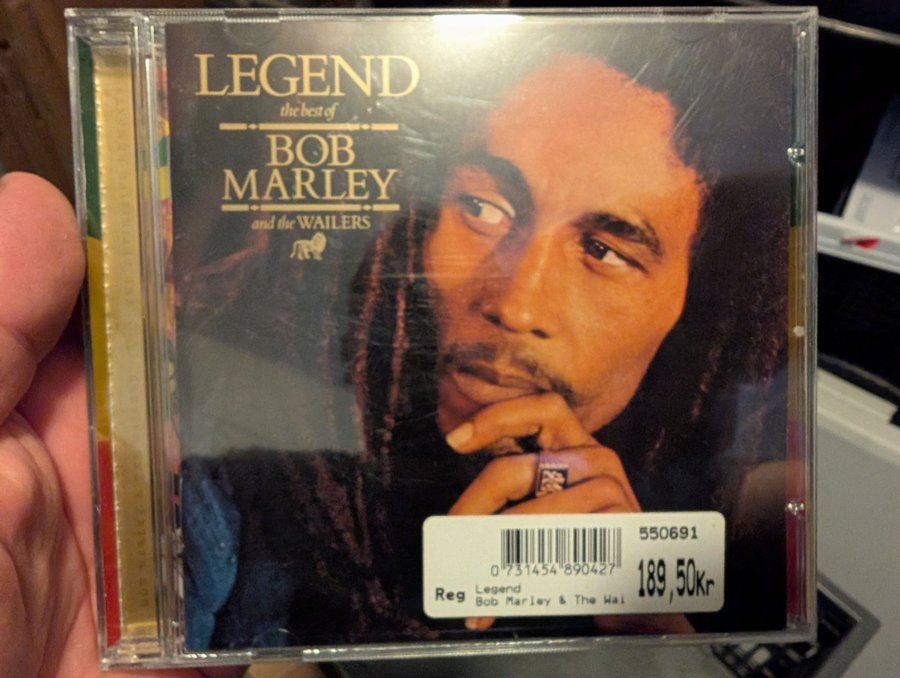 LEGEND
the best of
BOB
MARLEY
and the WAILERS
550691
0 731454 890427
189,50Kr
Reg
Legend
Bob Marley & The Wai